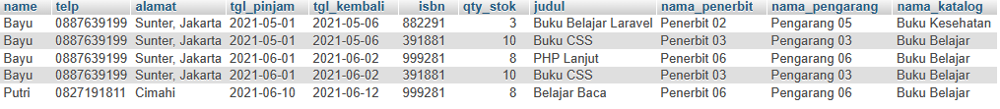 name telp alamat tgl_pinjam tgl_kembali isbn qty_stok judul nama_penerbit nama_pengarang nama_katalog
Bayu 0887639199 Sunter, Jakarta 2021-05-01 2021-05-06 882291 3 Buku Belajar Laravel Penerbit 02 Pengarang 05 Buku Kesehatan
Bayu 0887639199 Sunter, Jakarta 2021-05-01 2021-05-06 391881 10 Buku CSS Penerbit 03 Pengarang 03 Buku Belajar
Bayu 0887639199 Sunter, Jakarta 2021-06-01 2021-06-02 999281 8 PHP Lanjut Penerbit 06 Pengarang 06 Buku Belajar
Bayu 0887639199 Sunter, Jakarta 2021-06-01 2021-06-02 391881 10 Buku CSS Penerbit 03 Pengarang 03 Buku Belajar
Putri 0827191811 Cimahi 2021-06-10 2021-06-12 999281 8 Belajar Baca Penerbit 06 Pengarang 06 Buku Belajar